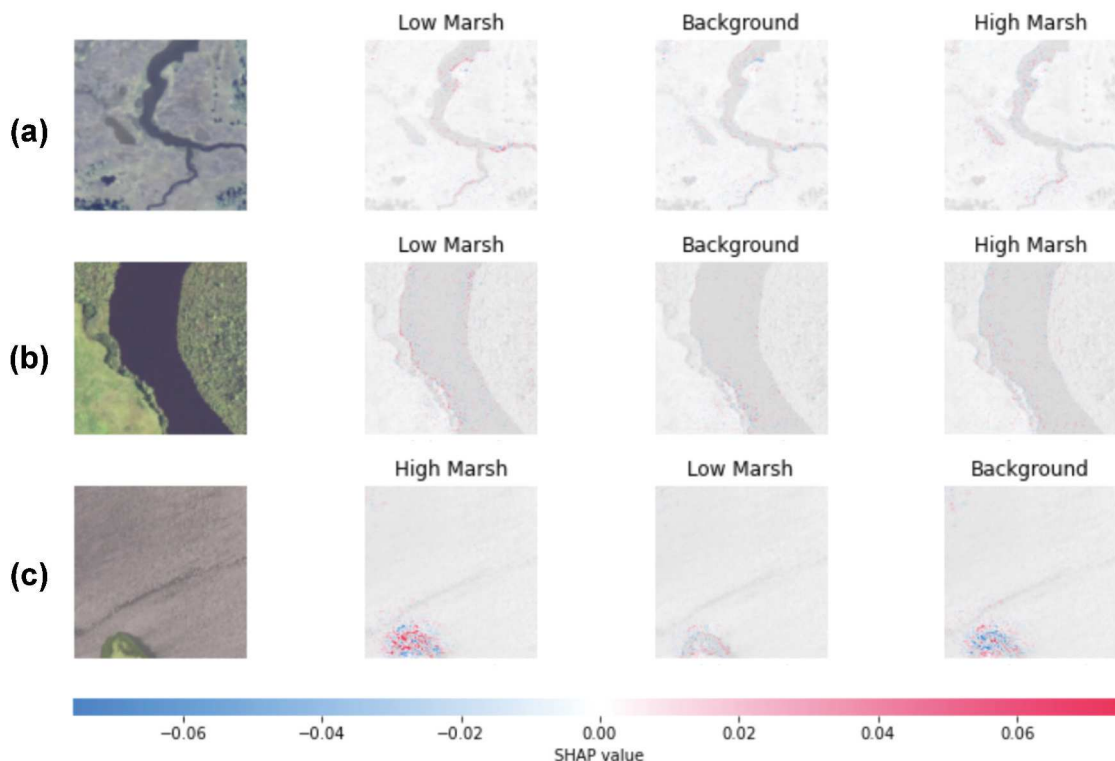 Low Marsh Background High Marsh
(a)
Low Marsh Background High Marsh
(b)
High Marsh Low Marsh Background
(c)
−0.06 −0.04 −0.02 0.00 0.02 0.04 0.06
SHAP value